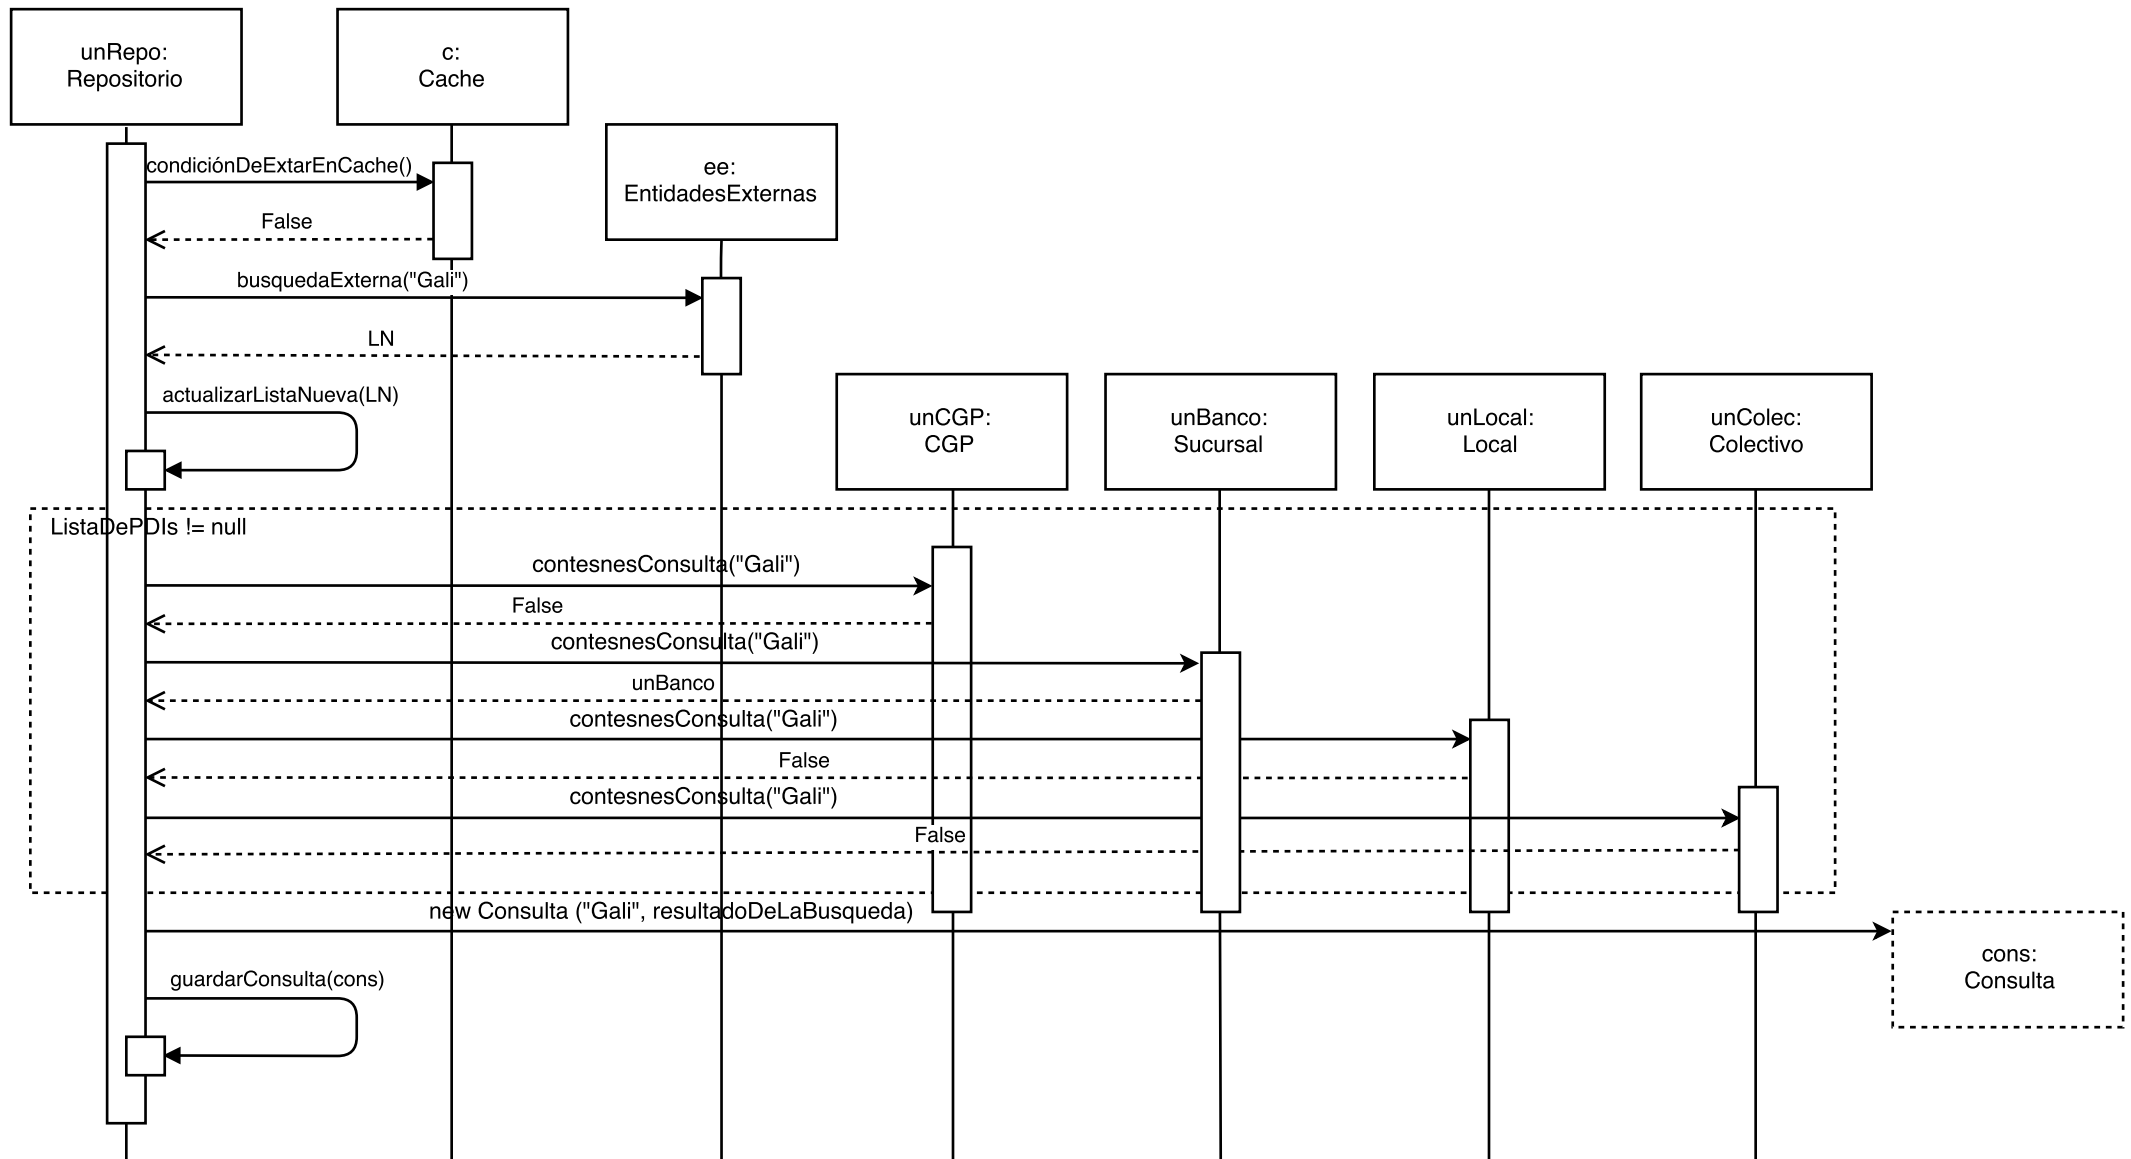 unRepo:
Repositorio
c:
Cache
ee:
EntidadesExternas
condiciónDeExtarEnCache()
False
busquedaExterna("Gali")
LN
actualizarListaNueva(LN)
unCGP:
CGP
unBanco:
Sucursal
unLocal:
Local
unColec:
Colectivo
ListaDePDIs != null
contesnesConsulta("Gali")
False
contesnesConsulta("Gali")
unBanco
contesnesConsulta("Gali")
False
contesnesConsulta("Gali")
False
new Consulta ("Gali", resultadoDeLaBusqueda)
cons:
Consulta
guardarConsulta(cons)